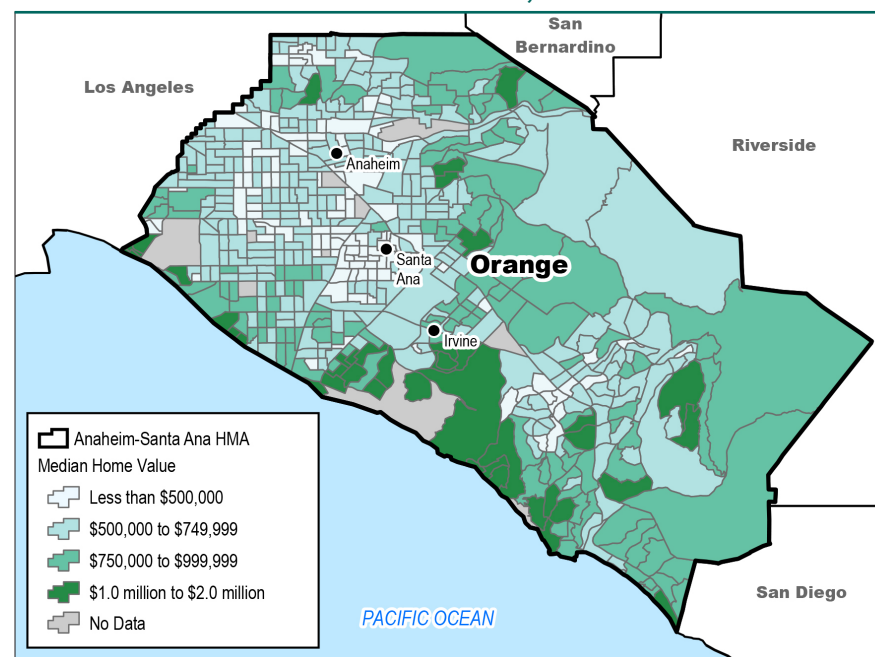 San
Bernardino
Los Angeles
Riverside
Anaheim
Santa
Ana
Orange
Irvine
Anaheim-Santa Ana HMA
Median Home Value
Less than $500,000
$500,000 to $749,999
$750,000 to $999,999
$1.0 million to $2.0 million
No Data
San Diego
PACIFIC OCEAN